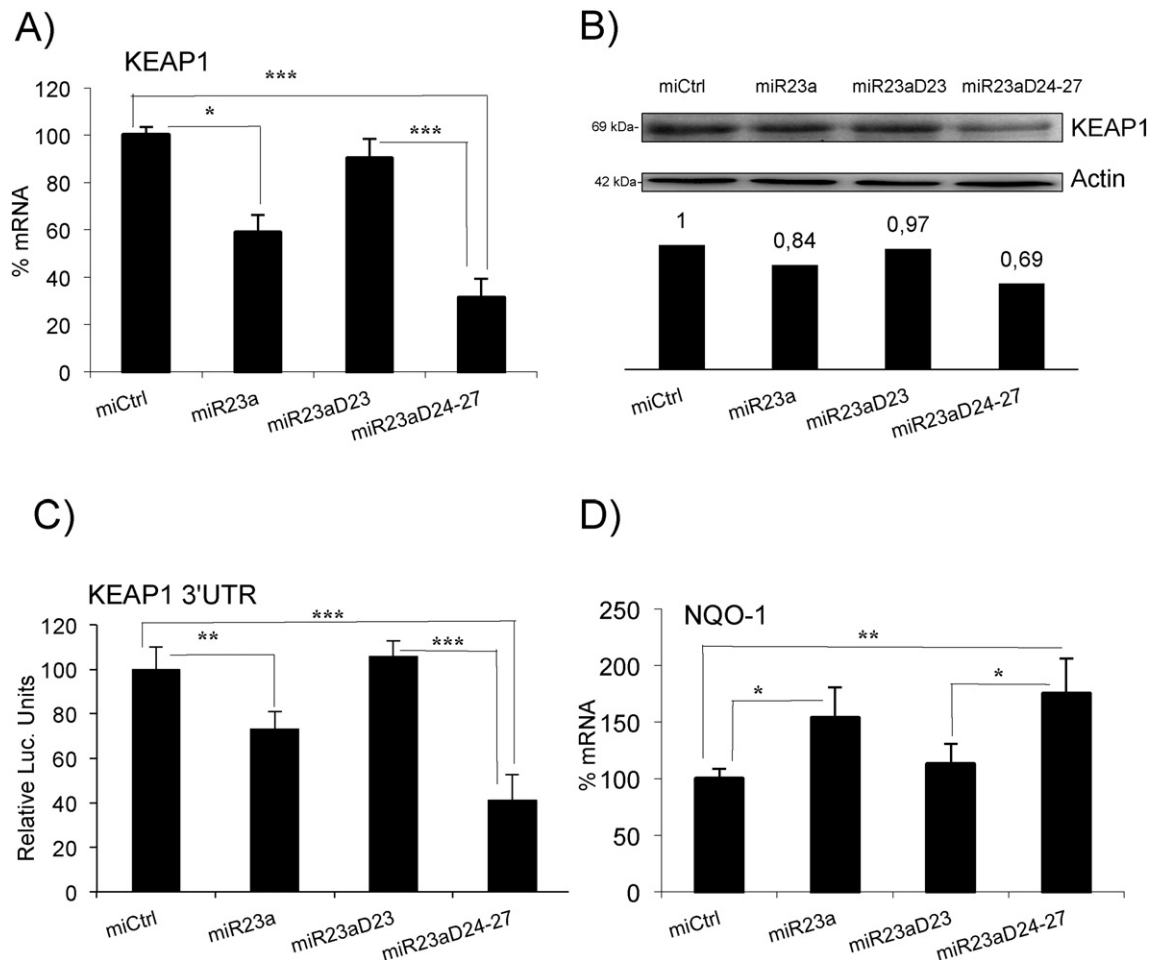 A)
KEAP1
***
*
***
120
100
80
60
40
20
0
% mRNA
miCtrl
miR23a
miR23aD23
miR23aD24-27
B)
miCtrl miR23a miR23aD23 miR23aD24-27
69 kDa- KEAP1
42 kDa- Actin
1
0,84
0,97
0,69
miCtrl
miR23a
miR23aD23
miR23aD24-27
C)
KEAP1 3'UTR
***
**
***
120
100
80
60
40
20
0
Relative Luc. Units
miCtrl
miR23a
miR23aD23
miR23aD24-27
D)
NQO-1
**
*
*
250
200
150
100
50
0
% mRNA
miCtrl
miR23a
miR23aD23
miR23aD24-27